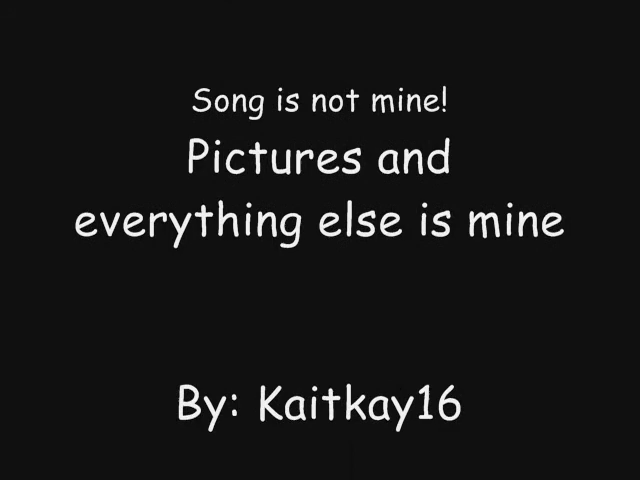 Song is not mine!
Pictures and
everything else is mine
By: Kaitkay16